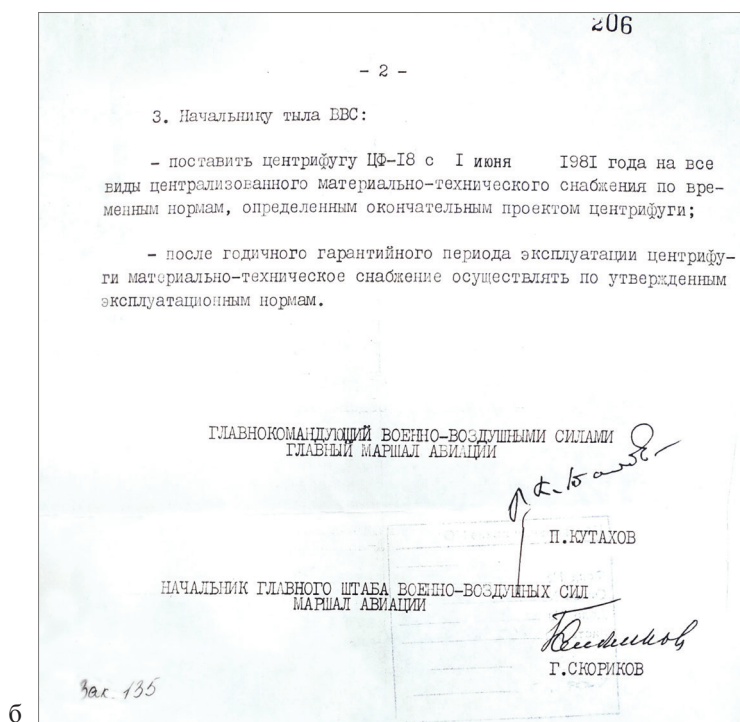 206
- 2 -
3. Начальнику тыла ВВС:
- поставить центрифугу ЦФ-I8 с I июня I98I года на все
виды централизованного материально-технического снабжения по вре-
менным нормам, определенным окончательным проектом центрифуги;
- после годичного гарантийного периода эксплуатации центрифу-
ги материально-техническое снабжение осуществлять по утвержденным
эксплуатационным нормам.
ГЛАВНОКОМАНДУЮЩИЙ ВОЕННО-ВОЗДУШНЫМИ СИЛАМИ
ГЛАВНЫЙ МАРШАЛ АВИАЦИИ
П.КУТАХОВ
НАЧАЛЬНИК ГЛАВНОГО ШТАБА ВОЕННО-ВОЗДУШНЫХ СИЛ
МАРШАЛ АВИАЦИИ
Г.СКОРИКОВ
Зак. 135
б